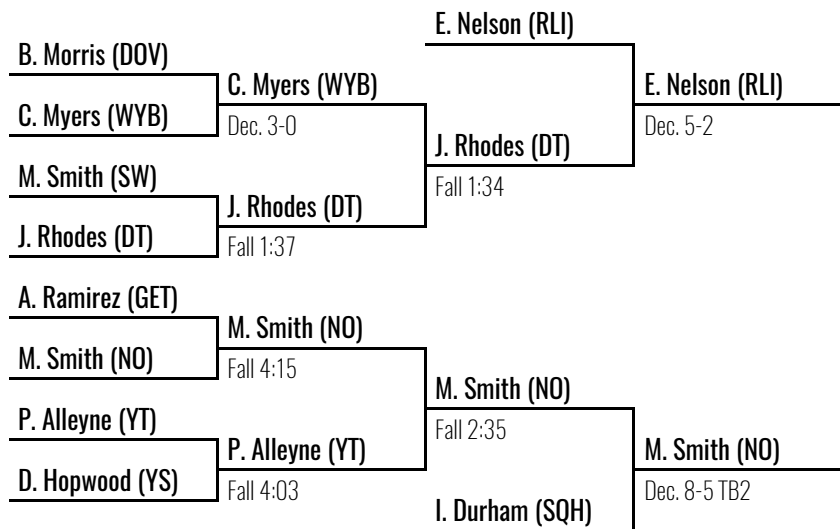 B. Morris (DOV)
C. Myers (WYB)
M. Smith (SW)
J. Rhodes (DT)
A. Ramirez (GET)
M. Smith (NO)
P. Alleyne (YT)
D. Hopwood (YS)
C. Myers (WYB)
Dec. 3-0
J. Rhodes (DT)
Fall 1:37
M. Smith (NO)
Fall 4:15
P. Alleyne (YT)
Fall 4:03
E. Nelson (RLI)
J. Rhodes (DT)
Fall 1:34
M. Smith (NO)
Fall 2:35
I. Durham (SQH)
E. Nelson (RLI)
Dec. 5-2
M. Smith (NO)
Dec. 8-5 TB2